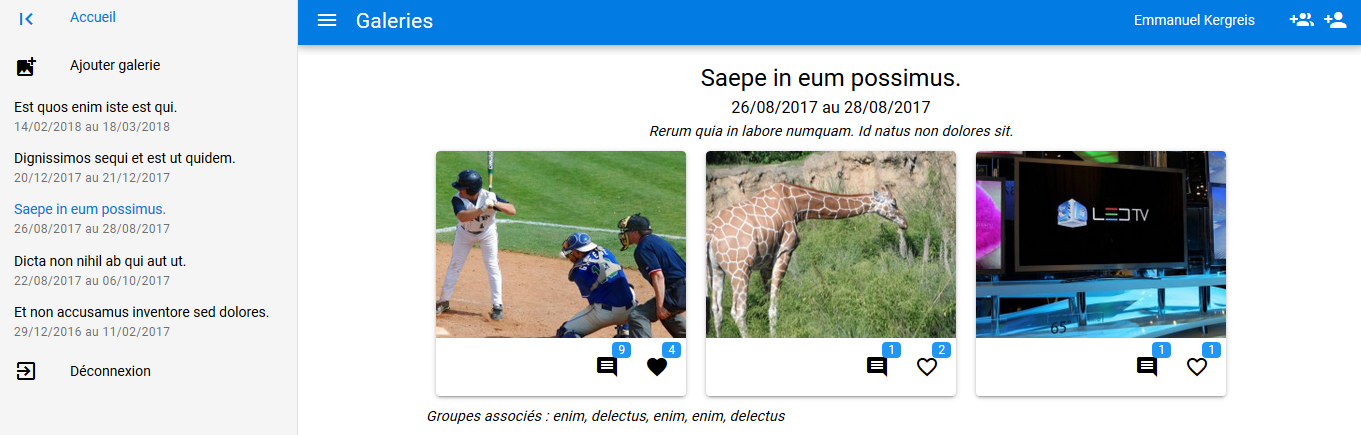 Accueil
Ajouter galerie
Est quos enim iste est qui.
14/02/2018 au 18/03/2018
Dignissimos sequi et est ut quidem.
20/12/2017 au 21/12/2017
Saepe in eum possimus.
26/08/2017 au 28/08/2017
Dicta non nihil ab qui aut ut.
22/08/2017 au 06/10/2017
Et non accusamus inventore sed dolores.
29/12/2016 au 11/02/2017
Déconnexion
Galeries
Emmanuel Kergreis
Saepe in eum possimus.
26/08/2017 au 28/08/2017
Rerum quia in labore numquam. Id natus non dolores sit.
LED TV
65"
9 4
1 2
1 1
Groupes associés : enim, delectus, enim, enim, delectus